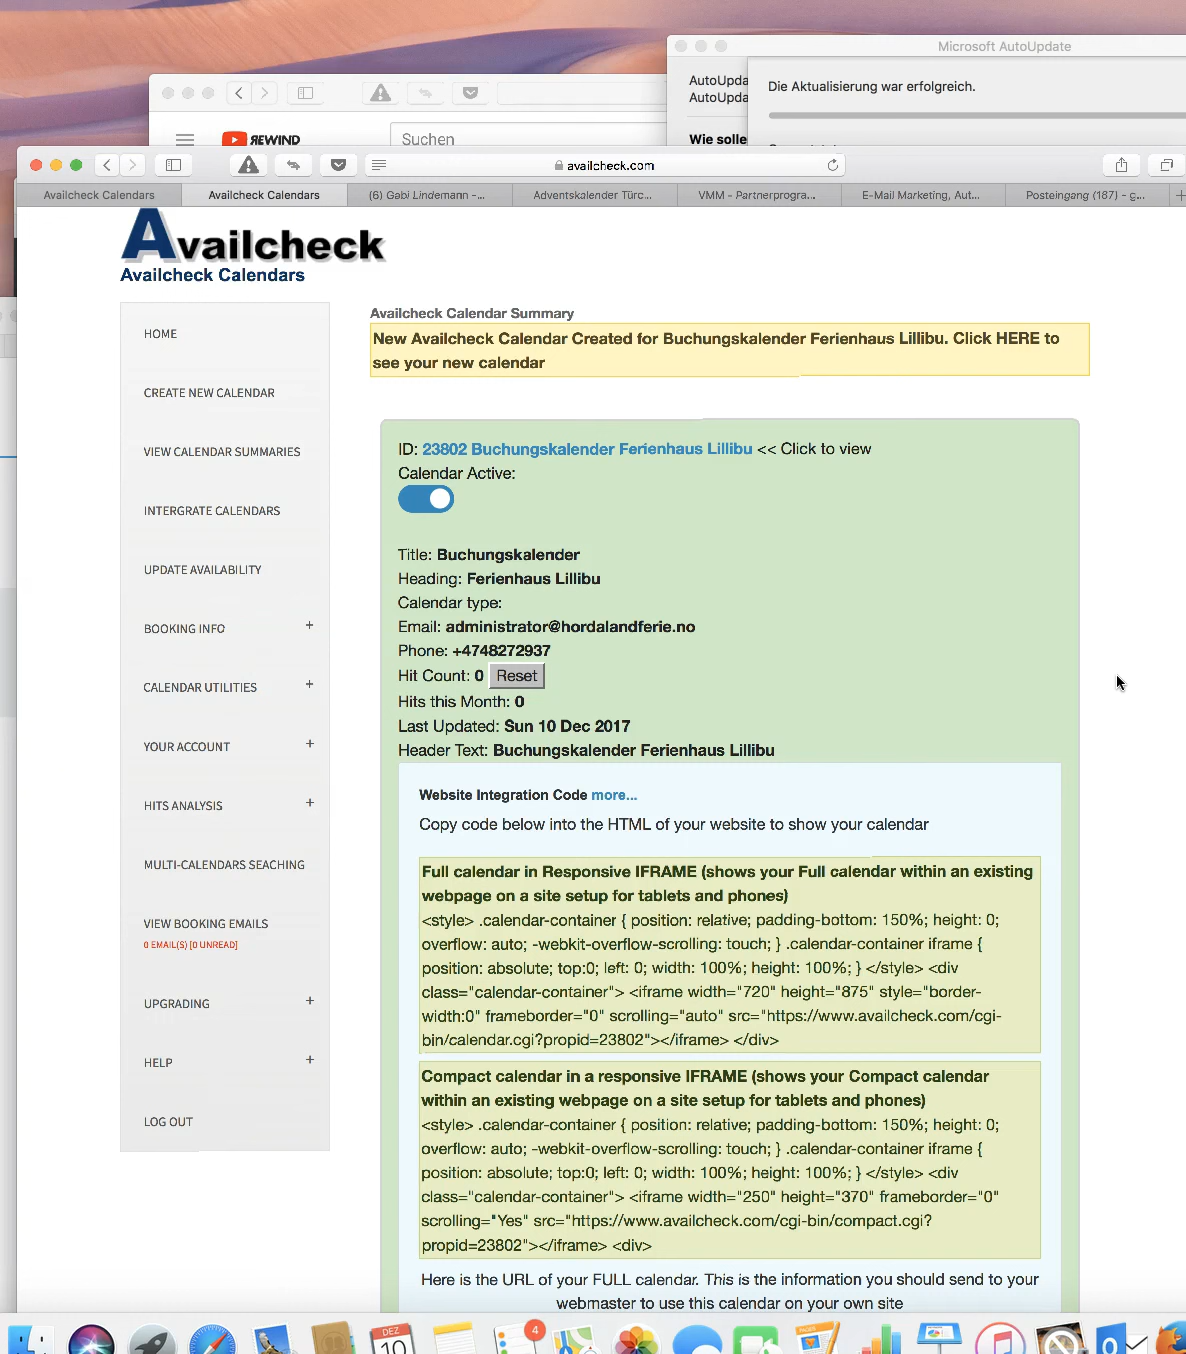 Microsoft AutoUpdate
AutoUpda
AutoUpda
Die Aktualisierung war erfolgreich.
Wie solle
REWIND
Suchen
availcheck.com
Availcheck Calendars
Availcheck Calendars
(6) Gabi Lindemann -...
Adventskalender Türc...
VMM - Partnerprogra...
E-Mail Marketing, Aut...
Posteingang (187) - g...
Availcheck
Availcheck Calendars
HOME
CREATE NEW CALENDAR
VIEW CALENDAR SUMMARIES
INTERGRATE CALENDARS
UPDATE AVAILABILITY
BOOKING INFO +
CALENDAR UTILITIES +
YOUR ACCOUNT +
HITS ANALYSIS +
MULTI-CALENDARS SEACHING
VIEW BOOKING EMAILS
0 EMAIL(S) [0 UNREAD]
UPGRADING +
HELP +
LOG OUT
Availcheck Calendar Summary
New Availcheck Calendar Created for Buchungskalender Ferienhaus Lillibu. Click HERE to
see your new calendar
ID: 23802 Buchungskalender Ferienhaus Lillibu << Click to view
Calendar Active:
Title: Buchungskalender
Heading: Ferienhaus Lillibu
Calendar type:
Email: administrator@hordalandferie.no
Phone: +4748272937
Hit Count: 0 Reset
Hits this Month: 0
Last Updated: Sun 10 Dec 2017
Header Text: Buchungskalender Ferienhaus Lillibu
Website Integration Code more...
Copy code below into the HTML of your website to show your calendar
Full calendar in Responsive IFRAME (shows your Full calendar within an existing
webpage on a site setup for tablets and phones)
<style> .calendar-container { position: relative; padding-bottom: 150%; height: 0;
overflow: auto; -webkit-overflow-scrolling: touch; } .calendar-container iframe {
position: absolute; top:0; left: 0; width: 100%; height: 100%; } </style> <div
class="calendar-container"> <iframe width="720" height="875" style="border-
width:0" frameborder="0" scrolling="auto" src="https://www.availcheck.com/cgi-
bin/calendar.cgi?propid=23802"></iframe> </div>
Compact calendar in a responsive IFRAME (shows your Compact calendar
within an existing webpage on a site setup for tablets and phones)
<style> .calendar-container { position: relative; padding-bottom: 150%; height: 0;
overflow: auto; -webkit-overflow-scrolling: touch; } .calendar-container iframe {
position: absolute; top:0; left: 0; width: 100%; height: 100%; } </style> <div
class="calendar-container"> <iframe width="250" height="370" frameborder="0"
scrolling="Yes" src="https://www.availcheck.com/cgi-bin/compact.cgi?
propid=23802"></iframe> <div>
Here is the URL of your FULL calendar. This is the information you should send to your
webmaster to use this calendar on your own site
DEZ
10
4
PAGES